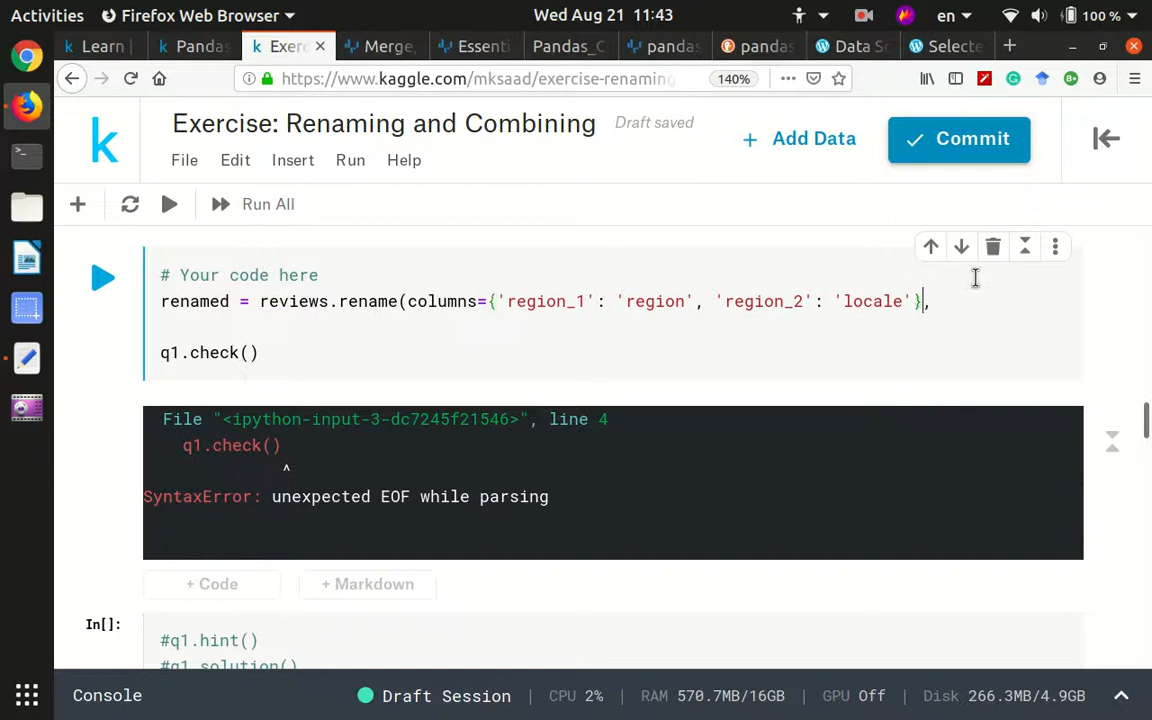 Activities Firefox Web Browser Wed Aug 21 11:43 en 100 %
Learn Pandas Exerc Merge, Essenti Pandas_C pandas pandas Data Sc Selecte
https://www.kaggle.com/mksaad/exercise-renaming 140%
k Exercise: Renaming and Combining Draft saved
+ Add Data Commit
File Edit Insert Run Help
Run All
# Your code here
renamed = reviews.rename(columns={'region_1': 'region', 'region_2': 'locale'},
q1.check()
File "<ipython-input-3-dc7245f21546>", line 4
q1.check()
^
SyntaxError: unexpected EOF while parsing
+ Code + Markdown
In[]:
#q1.hint()
#q1.solution()
Console Draft Session CPU 2% RAM 570.7MB/16GB GPU Off Disk 266.3MB/4.9GB